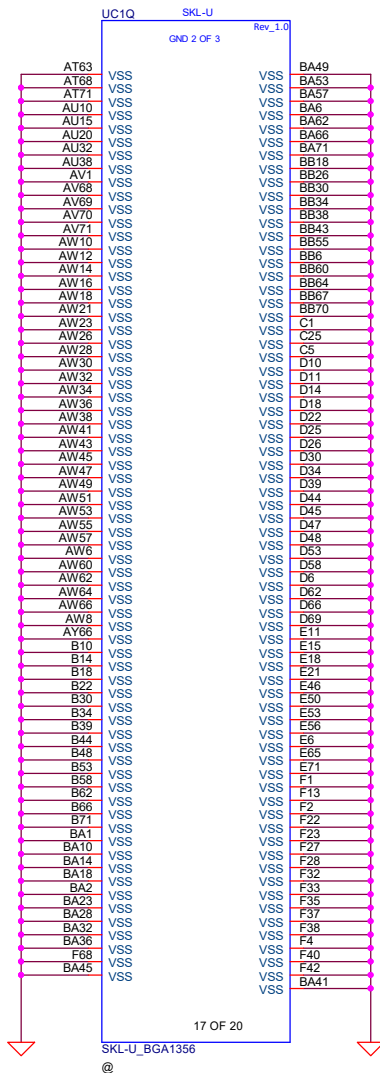 UC1Q SKL-U
Rev_1.0
GND 2 OF 3
AT63 VSS VSS BA49
AT68 VSS VSS BA53
AT71 VSS VSS BA57
AU10 VSS VSS BA6
AU15 VSS VSS BA62
AU20 VSS VSS BA66
AU32 VSS VSS BA71
AU38 VSS VSS BB18
AV1 VSS VSS BB26
AV68 VSS VSS BB30
AV69 VSS VSS BB34
AV70 VSS VSS BB38
AV71 VSS VSS BB43
AW10 VSS VSS BB55
AW12 VSS VSS BB6
AW14 VSS VSS BB60
AW16 VSS VSS BB64
AW18 VSS VSS BB67
AW21 VSS VSS BB70
AW23 VSS VSS C1
AW26 VSS VSS C25
AW28 VSS VSS C5
AW30 VSS VSS D10
AW32 VSS VSS D11
AW34 VSS VSS D14
AW36 VSS VSS D18
AW38 VSS VSS D22
AW41 VSS VSS D25
AW43 VSS VSS D26
AW45 VSS VSS D30
AW47 VSS VSS D34
AW49 VSS VSS D39
AW51 VSS VSS D44
AW53 VSS VSS D45
AW55 VSS VSS D47
AW57 VSS VSS D48
AW6 VSS VSS D53
AW60 VSS VSS D58
AW62 VSS VSS D6
AW64 VSS VSS D62
AW66 VSS VSS D66
AW8 VSS VSS D69
AY66 VSS VSS E11
B10 VSS VSS E15
B14 VSS VSS E18
B18 VSS VSS E21
B22 VSS VSS E46
B30 VSS VSS E50
B34 VSS VSS E53
B39 VSS VSS E56
B44 VSS VSS E6
B48 VSS VSS E65
B53 VSS VSS E71
B58 VSS VSS F1
B62 VSS VSS F13
B66 VSS VSS F2
B71 VSS VSS F22
BA1 VSS VSS F23
BA10 VSS VSS F27
BA14 VSS VSS F28
BA18 VSS VSS F32
BA2 VSS VSS F33
BA23 VSS VSS F35
BA28 VSS VSS F37
BA32 VSS VSS F38
BA36 VSS VSS F4
F68 VSS VSS F40
BA45 VSS VSS F42
VSS BA41
17 OF 20
SKL-U_BGA1356
@